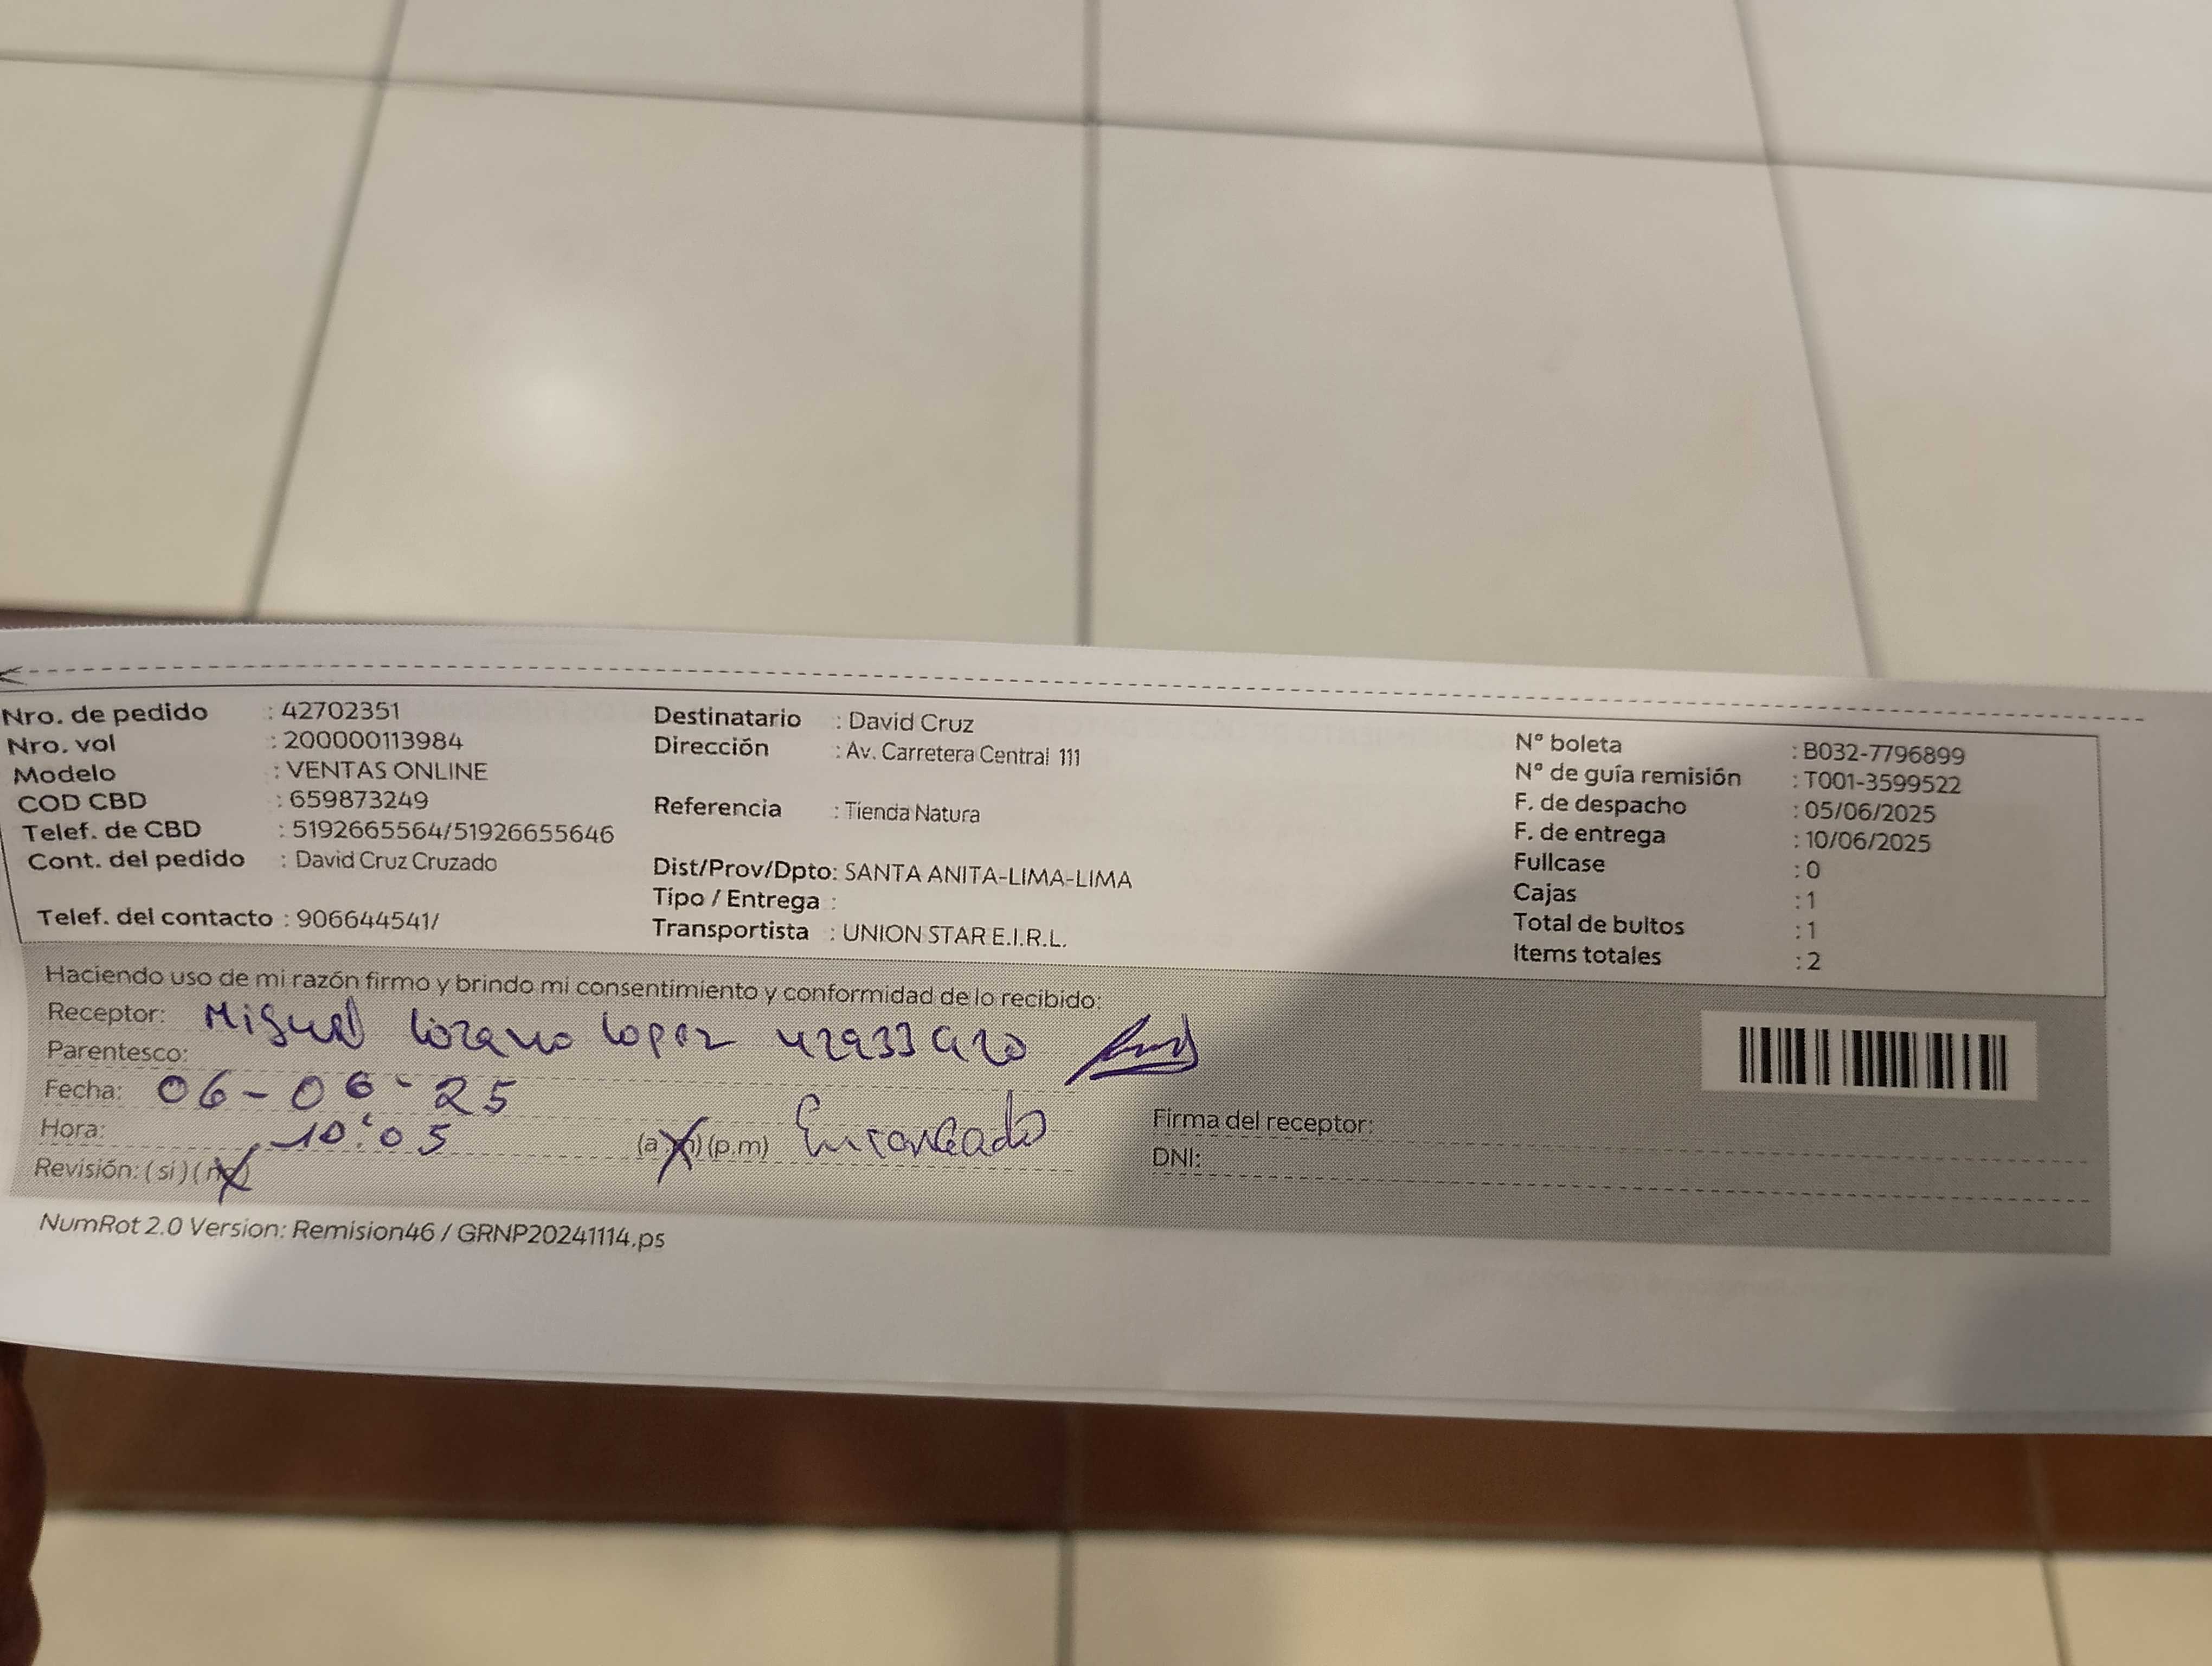 Nro. de pedido : 42702351
Nro. vol : 200000113984
Modelo : VENTAS ONLINE
COD CBD : 659873249
Telef. de CBD : 5192665564/51926655646
Cont. del pedido : David Cruz Cruzado
Telef. del contacto : 906644541/
Destinatario : David Cruz
Dirección : Av. Carretera Central 111
Referencia : Tienda Natura
Dist/Prov/Dpto: SANTA ANITA-LIMA-LIMA
Tipo / Entrega :
Transportista : UNION STAR E.I.R.L.
N° boleta : B032-7796899
N° de guía remisión : T001-3599522
F. de despacho : 05/06/2025
F. de entrega : 10/06/2025
Fullcase : 0
Cajas : 1
Total de bultos : 1
Items totales : 2
Haciendo uso de mi razón firmo y brindo mi consentimiento y conformidad de lo recibido:
Receptor: Miguel Lozano Lopez
Parentesco:
Fecha: 06-06-25
Hora: 10:05 (a.m) (p.m)
Revisión: (si) (no)
Firma del receptor:
DNI:
NumRot 2.0 Version: Remision46 / GRNP20241114.ps